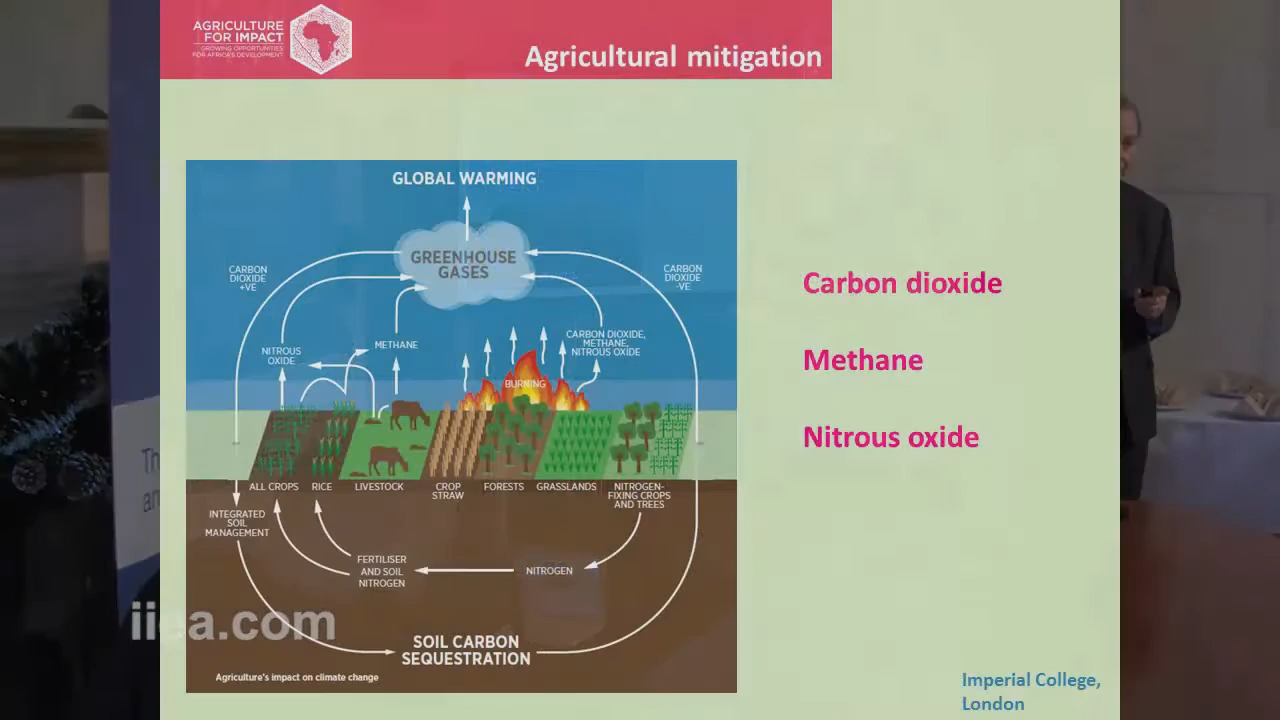 AGRICULTURE
FOR IMPACT
GROWING OPPORTUNITIES
FOR AFRICA'S DEVELOPMENT
Agricultural mitigation
GLOBAL WARMING
GREENHOUSE
GASES
CARBON
DIOXIDE
+VE
CARBON
DIOXIDE
-VE
NITROUS
OXIDE
METHANE
CARBON DIOXIDE,
METHANE,
NITROUS OXIDE
BURNING
ALL CROPS
RICE
LIVESTOCK
CROP
STRAW
FORESTS
GRASSLANDS
NITROGEN-
FIXING CROPS
AND TREES
INTEGRATED
SOIL
MANAGEMENT
FERTILISER
AND SOIL
NITROGEN
NITROGEN
SOIL CARBON
SEQUESTRATION
Agriculture's impact on climate change
Carbon dioxide
Methane
Nitrous oxide
Imperial College,
London
iiea.com